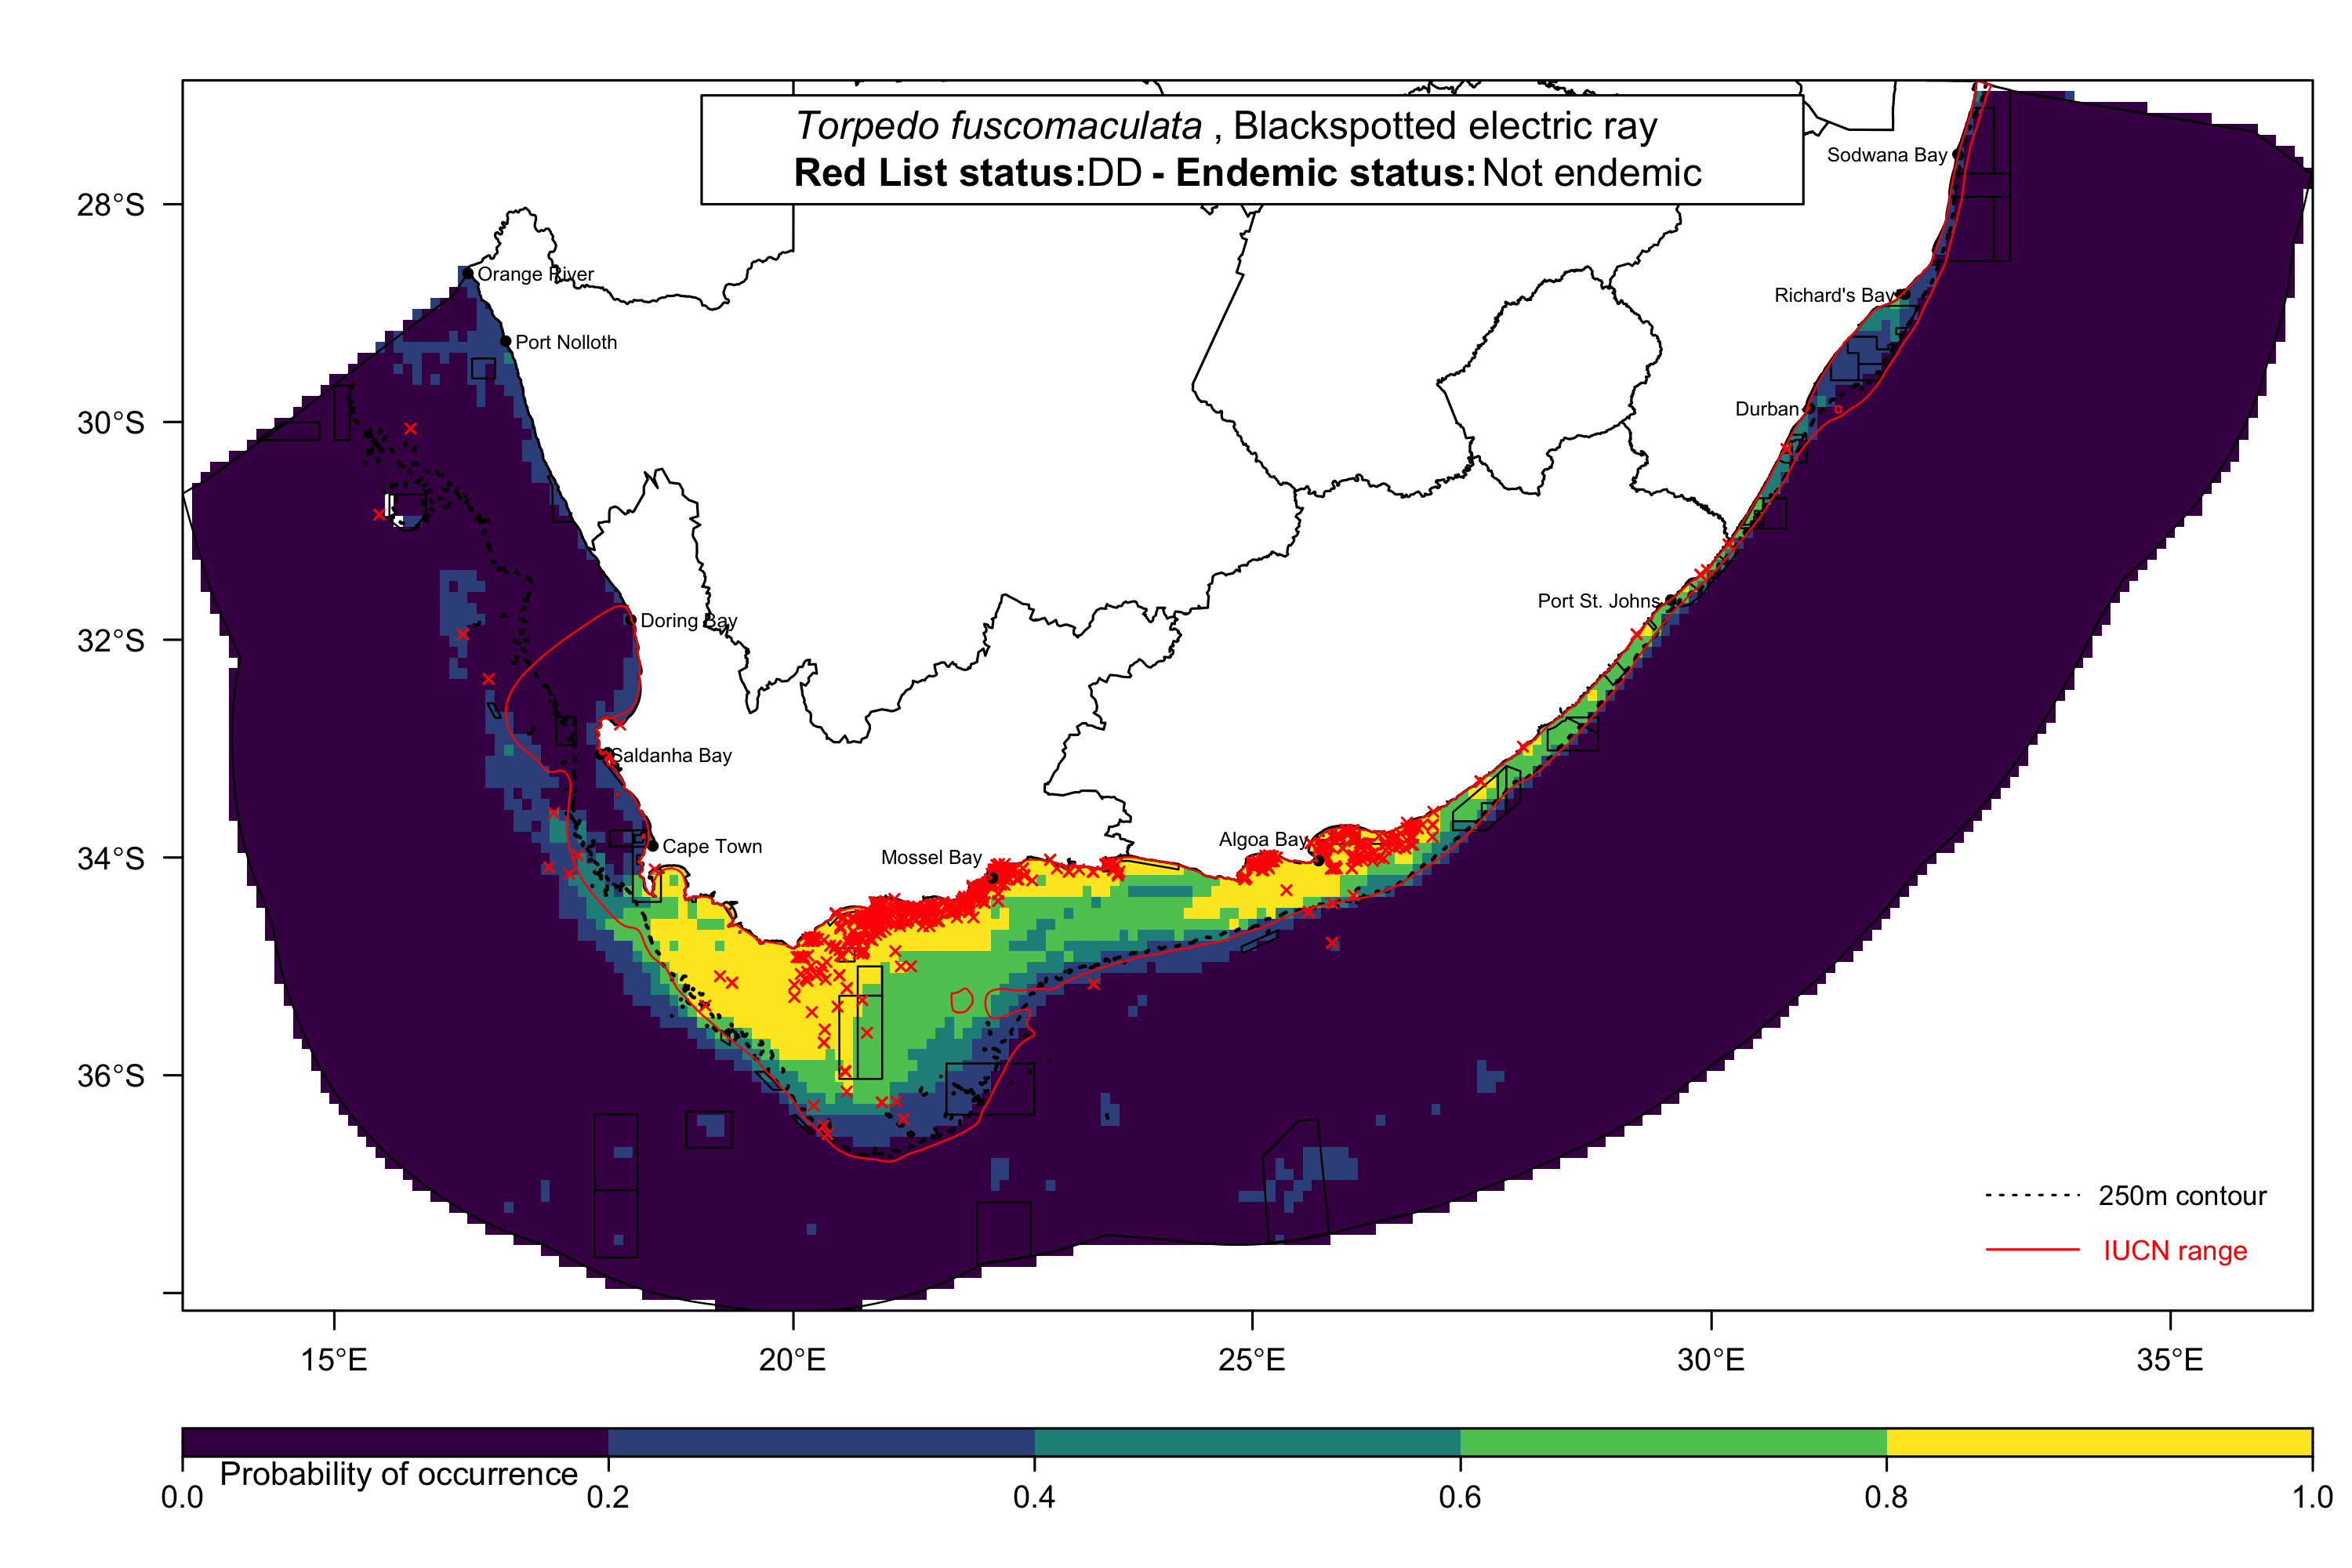 Torpedo fuscomaculata , Blackspotted electric ray
Red List status:DD - Endemic status:Not endemic
28°S
30°S
32°S
34°S
36°S
Sodwana Bay
Orange River
Richard's Bay
Port Nolloth
Durban
Port St. Johns
Doring Bay
Saldanha Bay
Algoa Bay
Cape Town
Mossel Bay
250m contour
IUCN range
15°E
20°E
25°E
30°E
35°E
Probability of occurrence
0.0
0.2
0.4
0.6
0.8
1.0